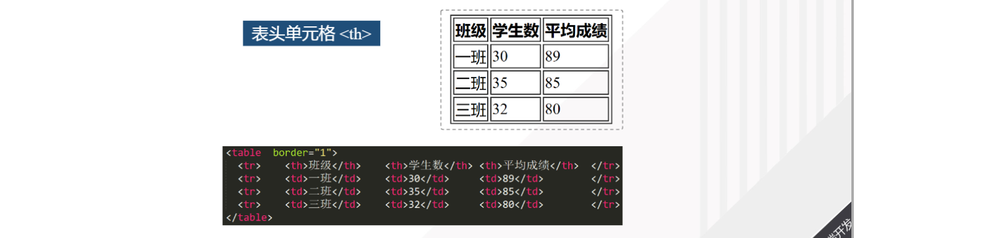 表头单元格 <th>
班级 学生数 平均成绩
一班 30 89
二班 35 85
三班 32 80
<table  border="1">
  <tr>    <th>班级</th>    <th>学生数</th> <th>平均成绩</th>  </tr>
  <tr>    <td>一班</td>    <td>30</td>     <td>89</td>        </tr>
  <tr>    <td>二班</td>    <td>35</td>     <td>85</td>        </tr>
  <tr>    <td>三班</td>    <td>32</td>     <td>80</td>        </tr>
</table>
开发